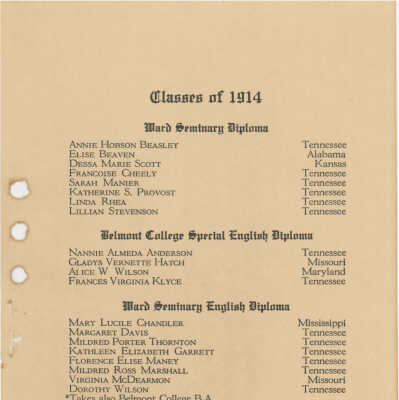 Classes of 1914
Ward Seminary Diploma
ANNIE HOBSON BEASLEY Tennessee
ELISE BEAVEN Alabama
DESSA MARIE SCOTT Kansas
FRANCOISE CHEELY Tennessee
SARAH MANIER Tennessee
KATHERINE S. PROVOST Tennessee
LINDA RHEA Tennessee
LILLIAN STEVENSON Tennessee
Belmont College Special English Diploma
NANNIE ALMEDA ANDERSON Tennessee
GLADYS VERNETTE HATCH Missouri
ALICE W. WILSON Maryland
FRANCES VIRGINIA KLYCE Tennessee
Ward Seminary English Diploma
MARY LUCILE CHANDLER Mississippi
MARGARET DAVIS Tennessee
MILDRED PORTER THORNTON Tennessee
KATHLEEN ELIZABETH GARRETT Tennessee
FLORENCE ELISE MANEY Tennessee
MILDRED ROSS MARSHALL Tennessee
VIRGINIA MCDEARMON Missouri
DOROTHY WILSON Tennessee
*Takes also Belmont College B.A.